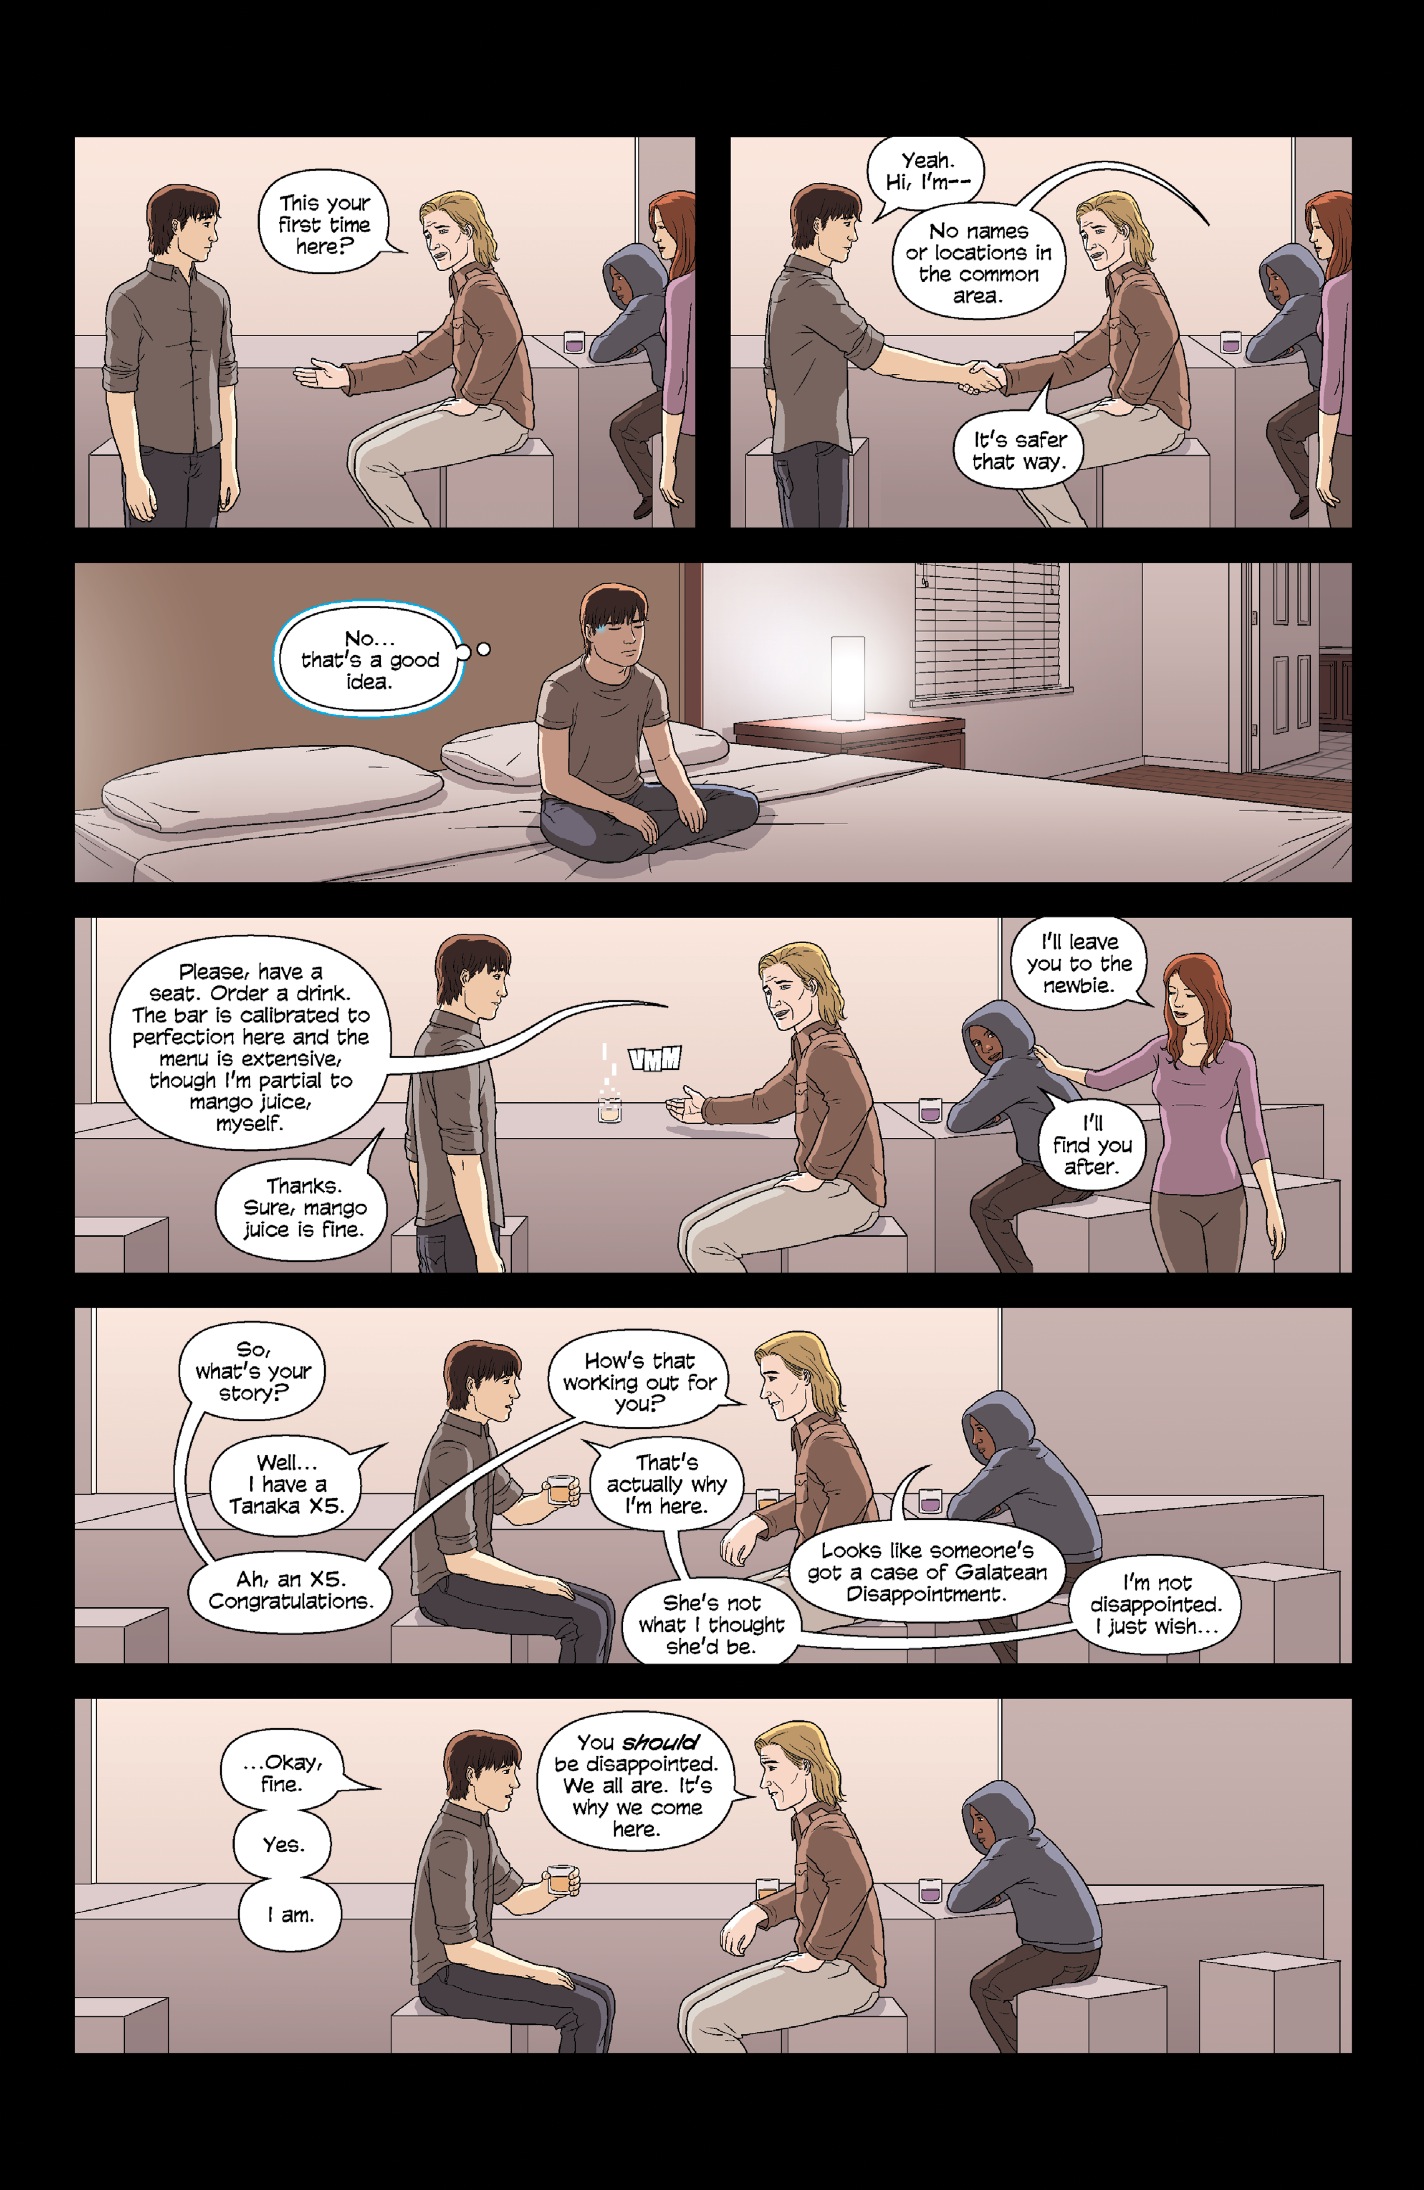 This your
first time
here?
Yeah.
Hi, I'm--
No names
or locations in
the common
area.
It's safer
that way.
No...
that's a good
idea.
Please, have a
seat. Order a drink.
The bar is calibrated to
perfection here and the
menu is extensive,
though I'm partial to
mango juice,
myself.
Thanks.
Sure, mango
juice is fine.
VMM
I'll leave
you to the
newbie.
I'll
find you
after.
So,
what's your
story?
Well...
I have a
Tanaka X5.
Ah, an X5.
Congratulations.
How's that
working out for
you?
That's
actually why
I'm here.
She's not
what I thought
she'd be.
Looks like someone's
got a case of Galatean
Disappointment.
I'm not
disappointed.
I just wish...
...Okay,
fine.
Yes.
I am.
You should
be disappointed.
We all are. It's
why we come
here.